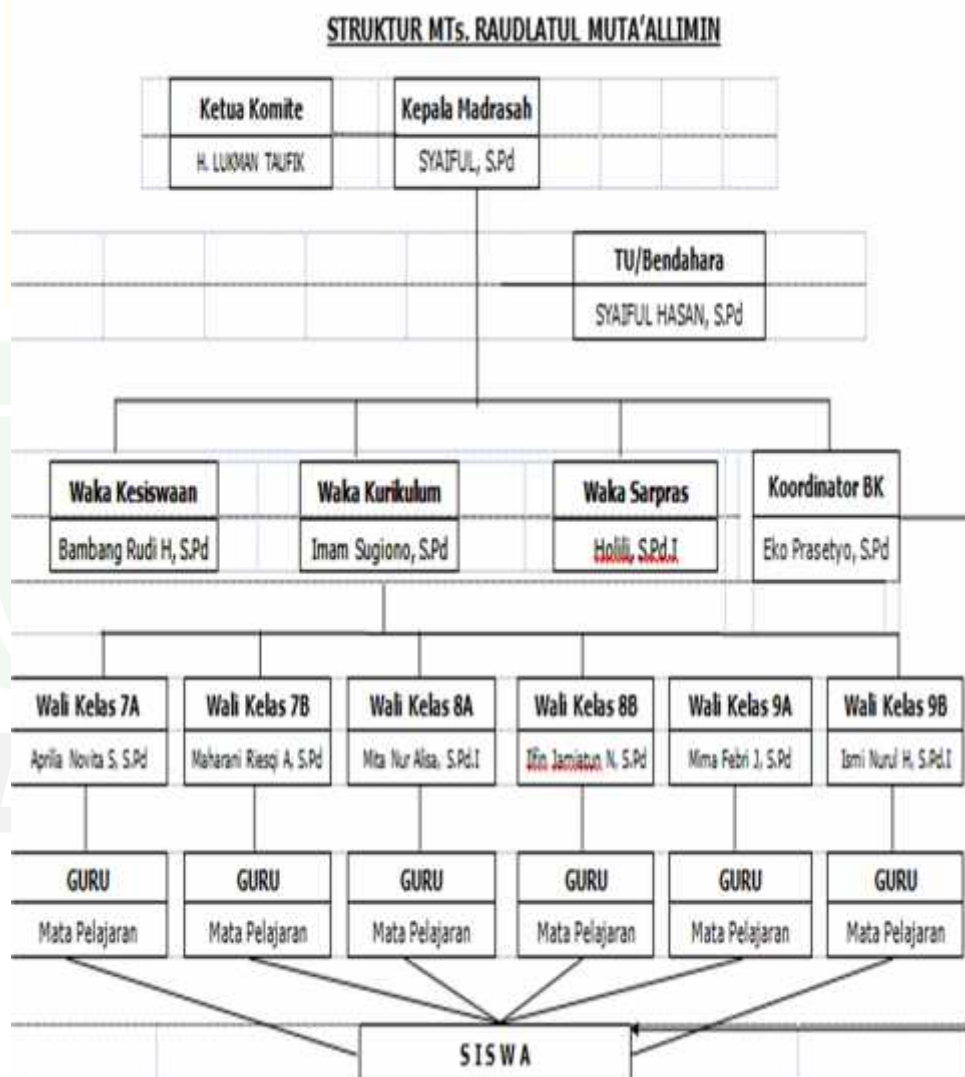 STRUKTUR MTs. RAUDLATUL MUTA'ALLIMIN
Ketua Komite
H. LUKMAN TAUFIK
Kepala Madrasah
SYAIFUL, S.Pd
TU/Bendahara
SYAIFUL HASAN, S.Pd
Waka Kesiswaan
Bambang Rudi H, S.Pd
Waka Kurikulum
Imam Sugiono, S.Pd
Waka Sarpras
Holili, S.Pd.I
Koordinator BK
Eko Prasetyo, S.Pd
Wali Kelas 7A
Aprilia Novita S, S.Pd
Wali Kelas 7B
Maharani Riesqi A, S.Pd
Wali Kelas 8A
Mita Nur Alisa, S.Pd.I
Wali Kelas 8B
Jamiatun N, S.Pd
Wali Kelas 9A
Mima Febri J, S.Pd
Wali Kelas 9B
Ismi Nurul H, S.Pd.I
GURU
Mata Pelajaran
GURU
Mata Pelajaran
GURU
Mata Pelajaran
GURU
Mata Pelajaran
GURU
Mata Pelajaran
GURU
Mata Pelajaran
SISWA